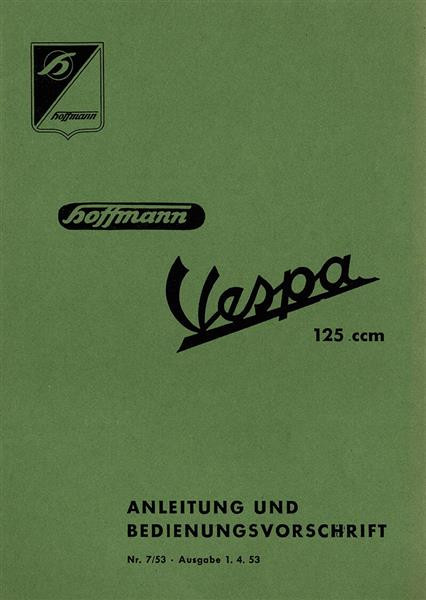 hoffmann
hoffmann
Vespa
125 ccm
ANLEITUNG UND
BEDIENUNGSVORSCHRIFT
Nr. 7/53 · Ausgabe 1. 4. 53